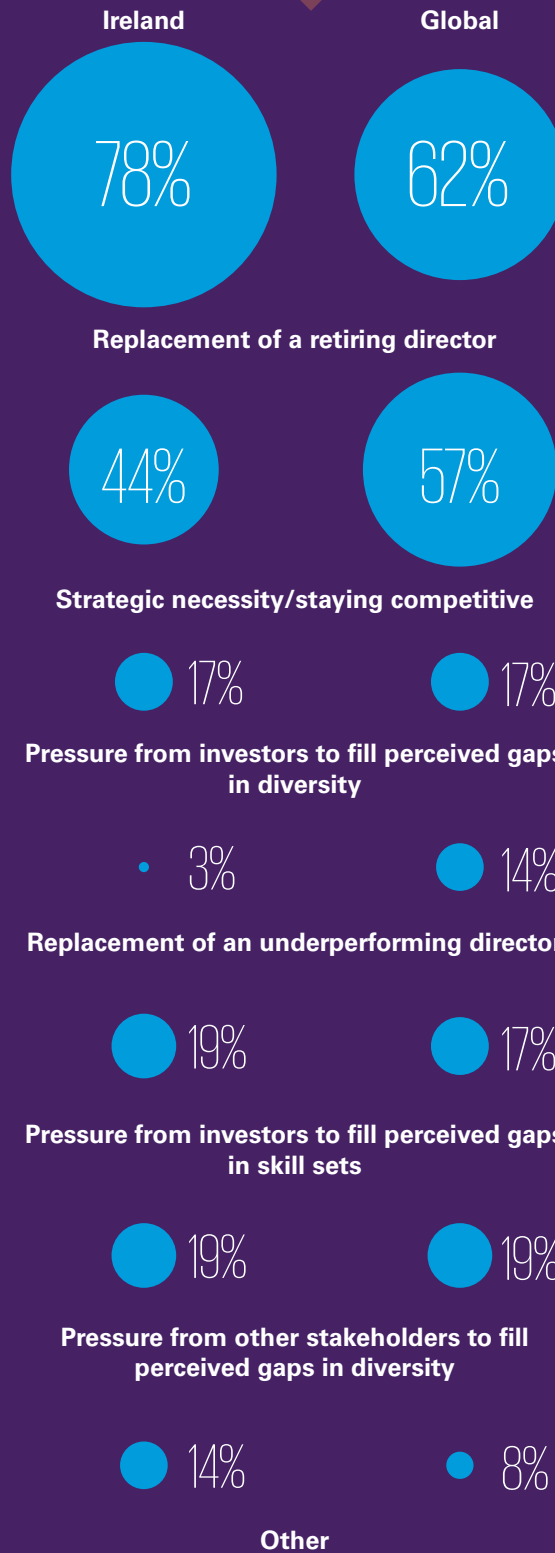 Ireland Global
78% 62%
Replacement of a retiring director
44% 57%
Strategic necessity/staying competitive
17% 17%
Pressure from investors to fill perceived gaps
in diversity
3% 14%
Replacement of an underperforming director
19% 17%
Pressure from investors to fill perceived gaps
in skill sets
19% 19%
Pressure from other stakeholders to fill
perceived gaps in diversity
14% 8%
Other